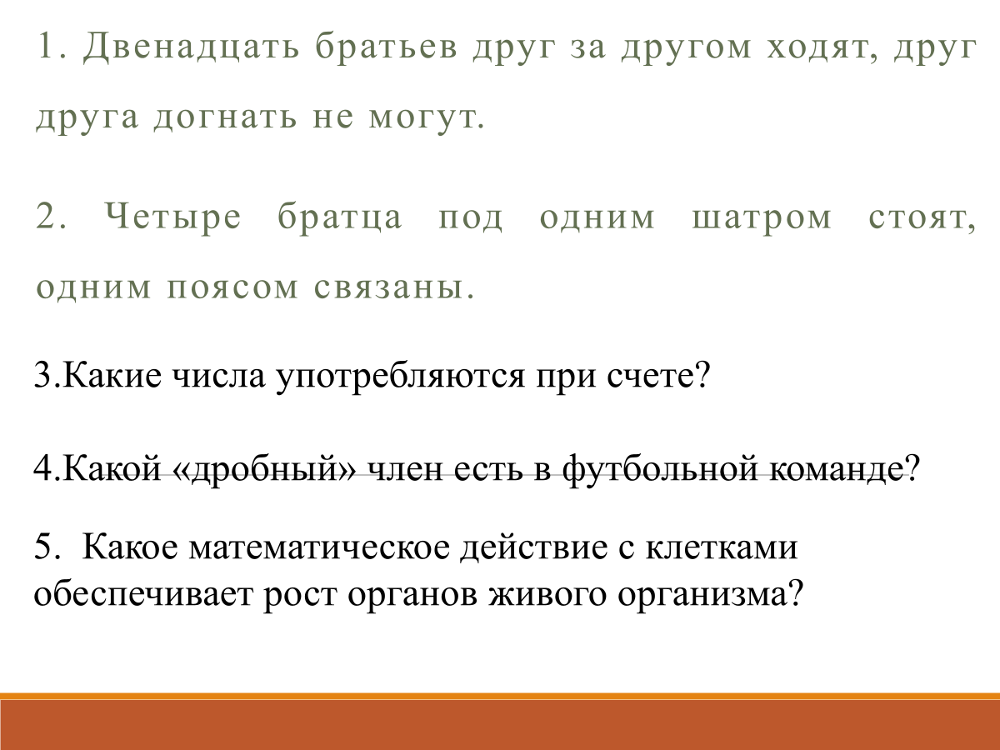 1. Двенадцать братьев друг за другом ходят, друг
друга догнать не могут.
2. Четыре братца под одним шатром стоят,
одним поясом связаны.
3.Какие числа употребляются при счете?
4.Какой «дробный» член есть в футбольной команде?
5. Какое математическое действие с клетками
обеспечивает рост органов живого организма?